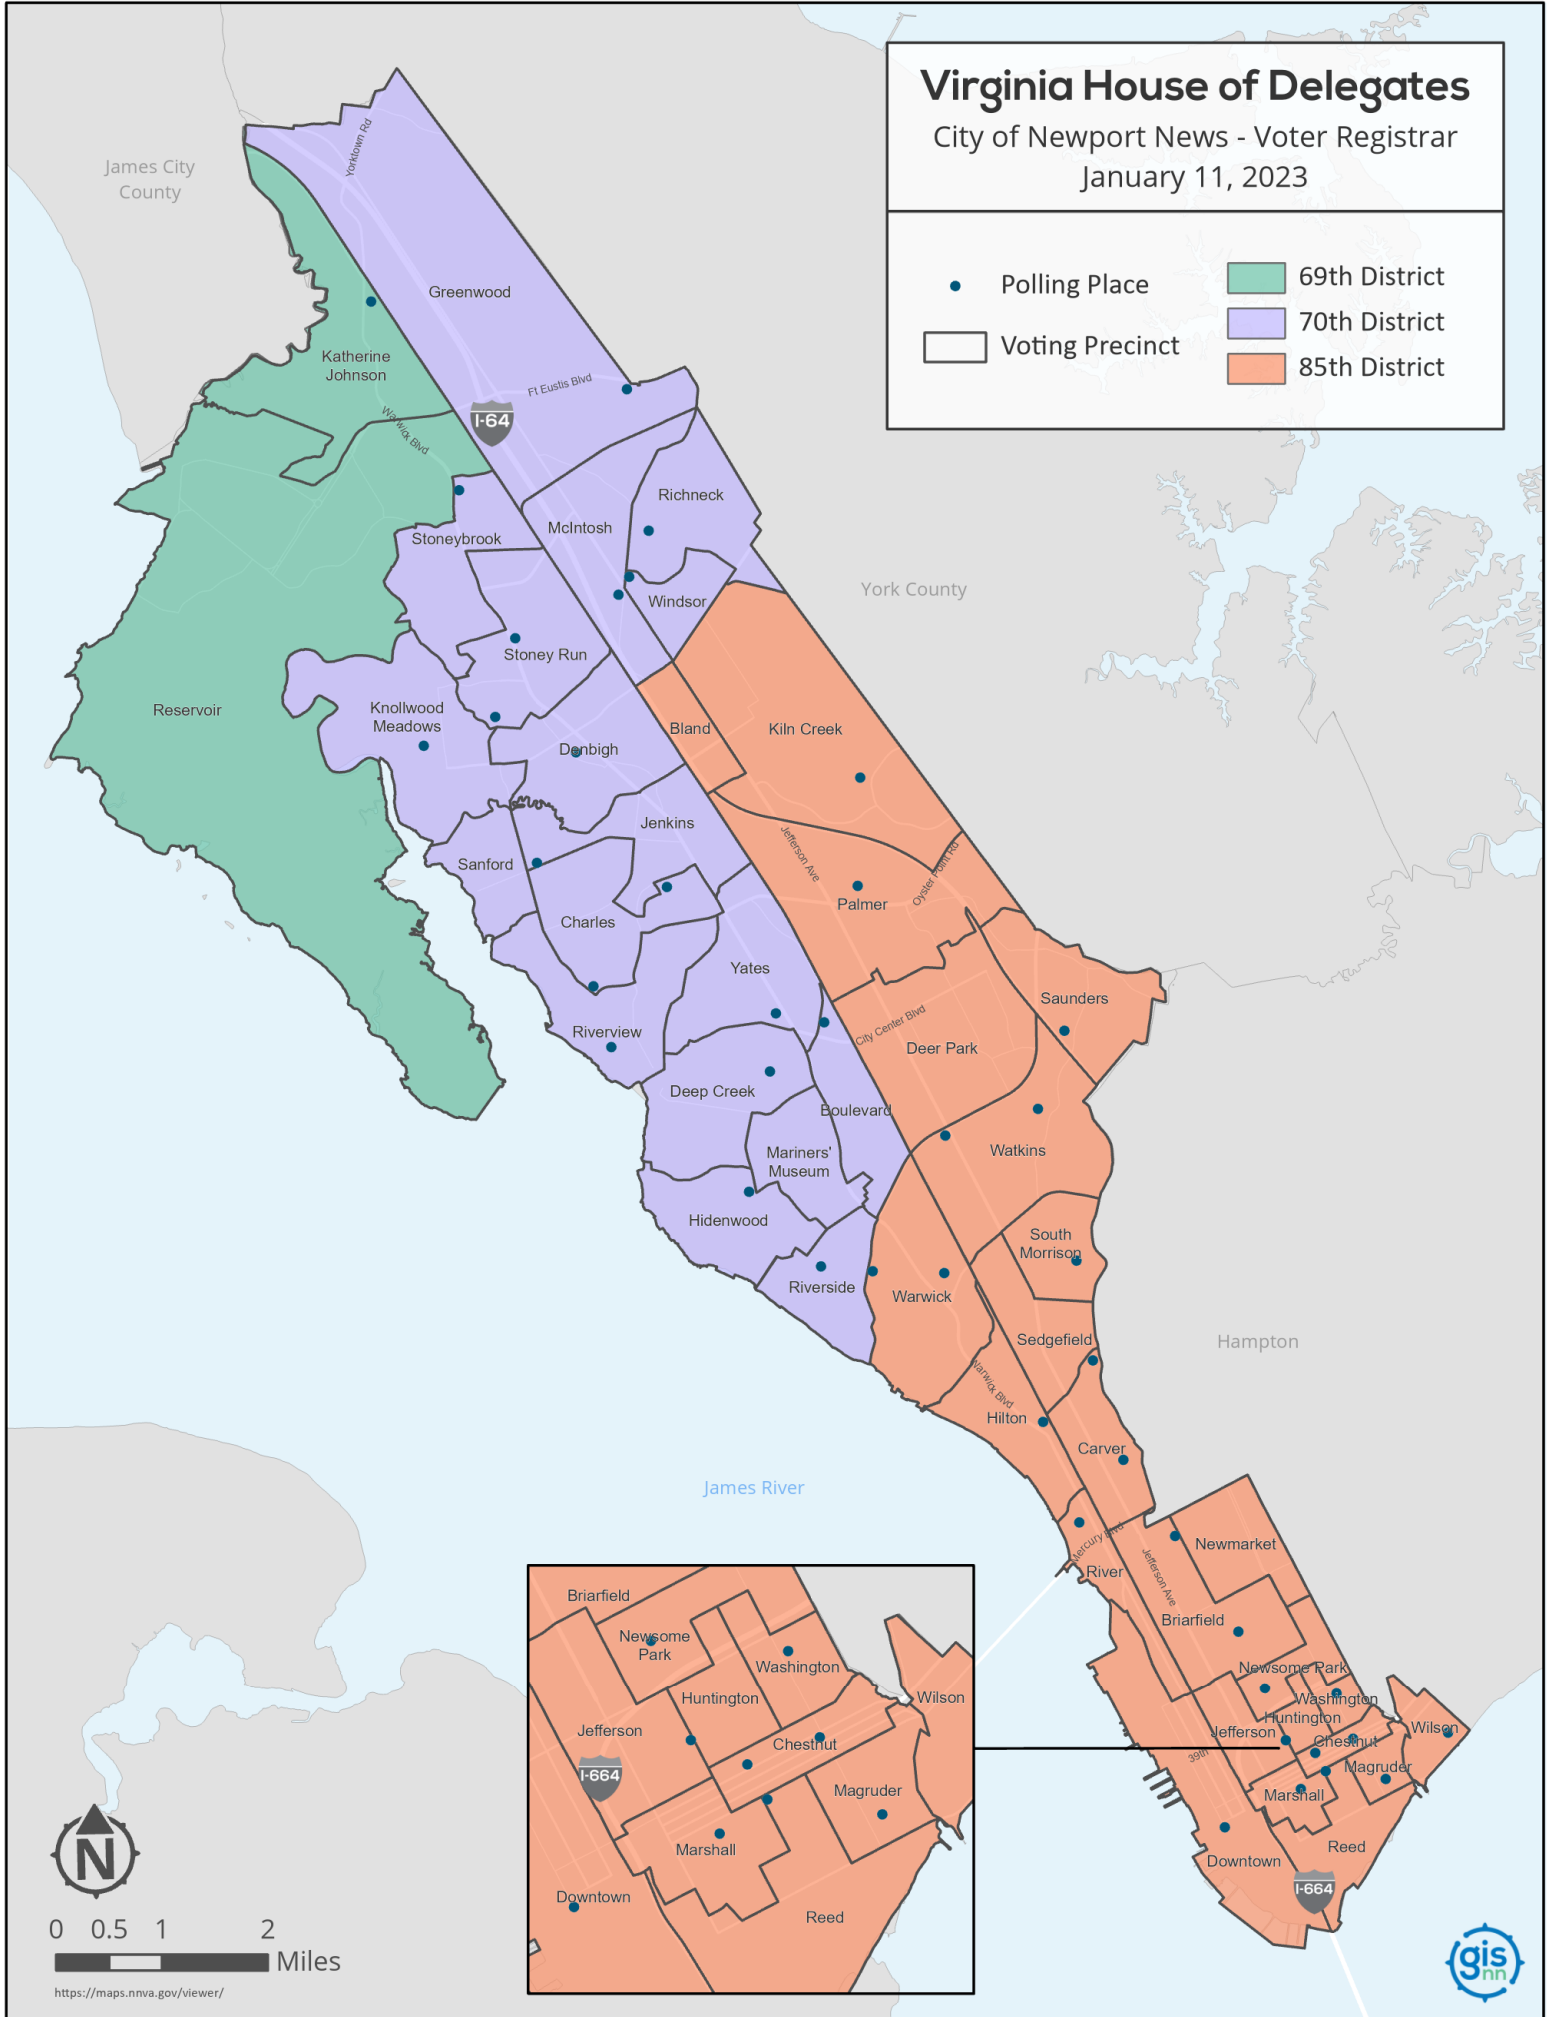 Virginia House of Delegates
City of Newport News - Voter Registrar
January 11, 2023
Polling Place
Voting Precinct
69th District
70th District
85th District
James City
County
Yorktown Rd
Greenwood
Katherine
Johnson
Ft Eustis Blvd
I-64
Warwick Blvd
Richneck
McIntosh
Stoneybrook
York County
Windsor
Stoney Run
Reservoir
Knollwood
Meadows
Bland
Kiln Creek
Denbigh
Jenkins
Jefferson Ave
Oyster Point Rd
Sanford
Palmer
Charles
Yates
Saunders
City Center Blvd
Riverview
Deer Park
Deep Creek
Boulevard
Mariners'
Museum
Watkins
Hidenwood
South
Morrison
Riverside
Warwick
Sedgefield
Hampton
Warwick Blvd
Hilton
Carver
James River
Mercury Blvd
River
Newmarket
Jefferson Ave
Briarfield
Newsome Park
Washington
Huntington
Jefferson
Wilson
Chestnut
39th
Magruder
Marshall
Reed
Downtown
I-664
Briarfield
Newsome
Park
Washington
Huntington
Wilson
Jefferson
Chestnut
I-664
Magruder
Marshall
Downtown
Reed
N
0 0.5 1 2
Miles
https://maps.nnva.gov/viewer/
gis
nn